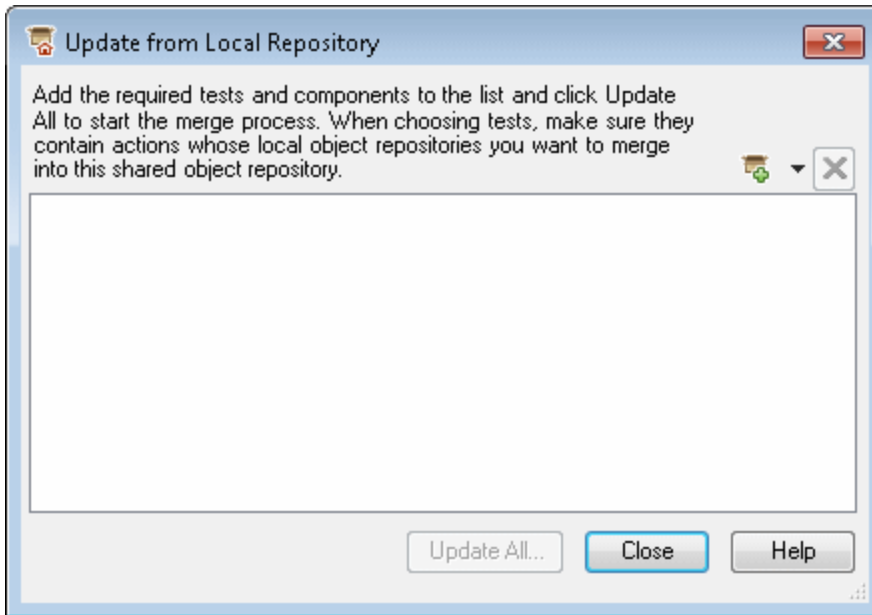 Update from Local Repository
Add the required tests and components to the list and click Update
All to start the merge process. When choosing tests, make sure they
contain actions whose local object repositories you want to merge
into this shared object repository.
Update All...
Close
Help